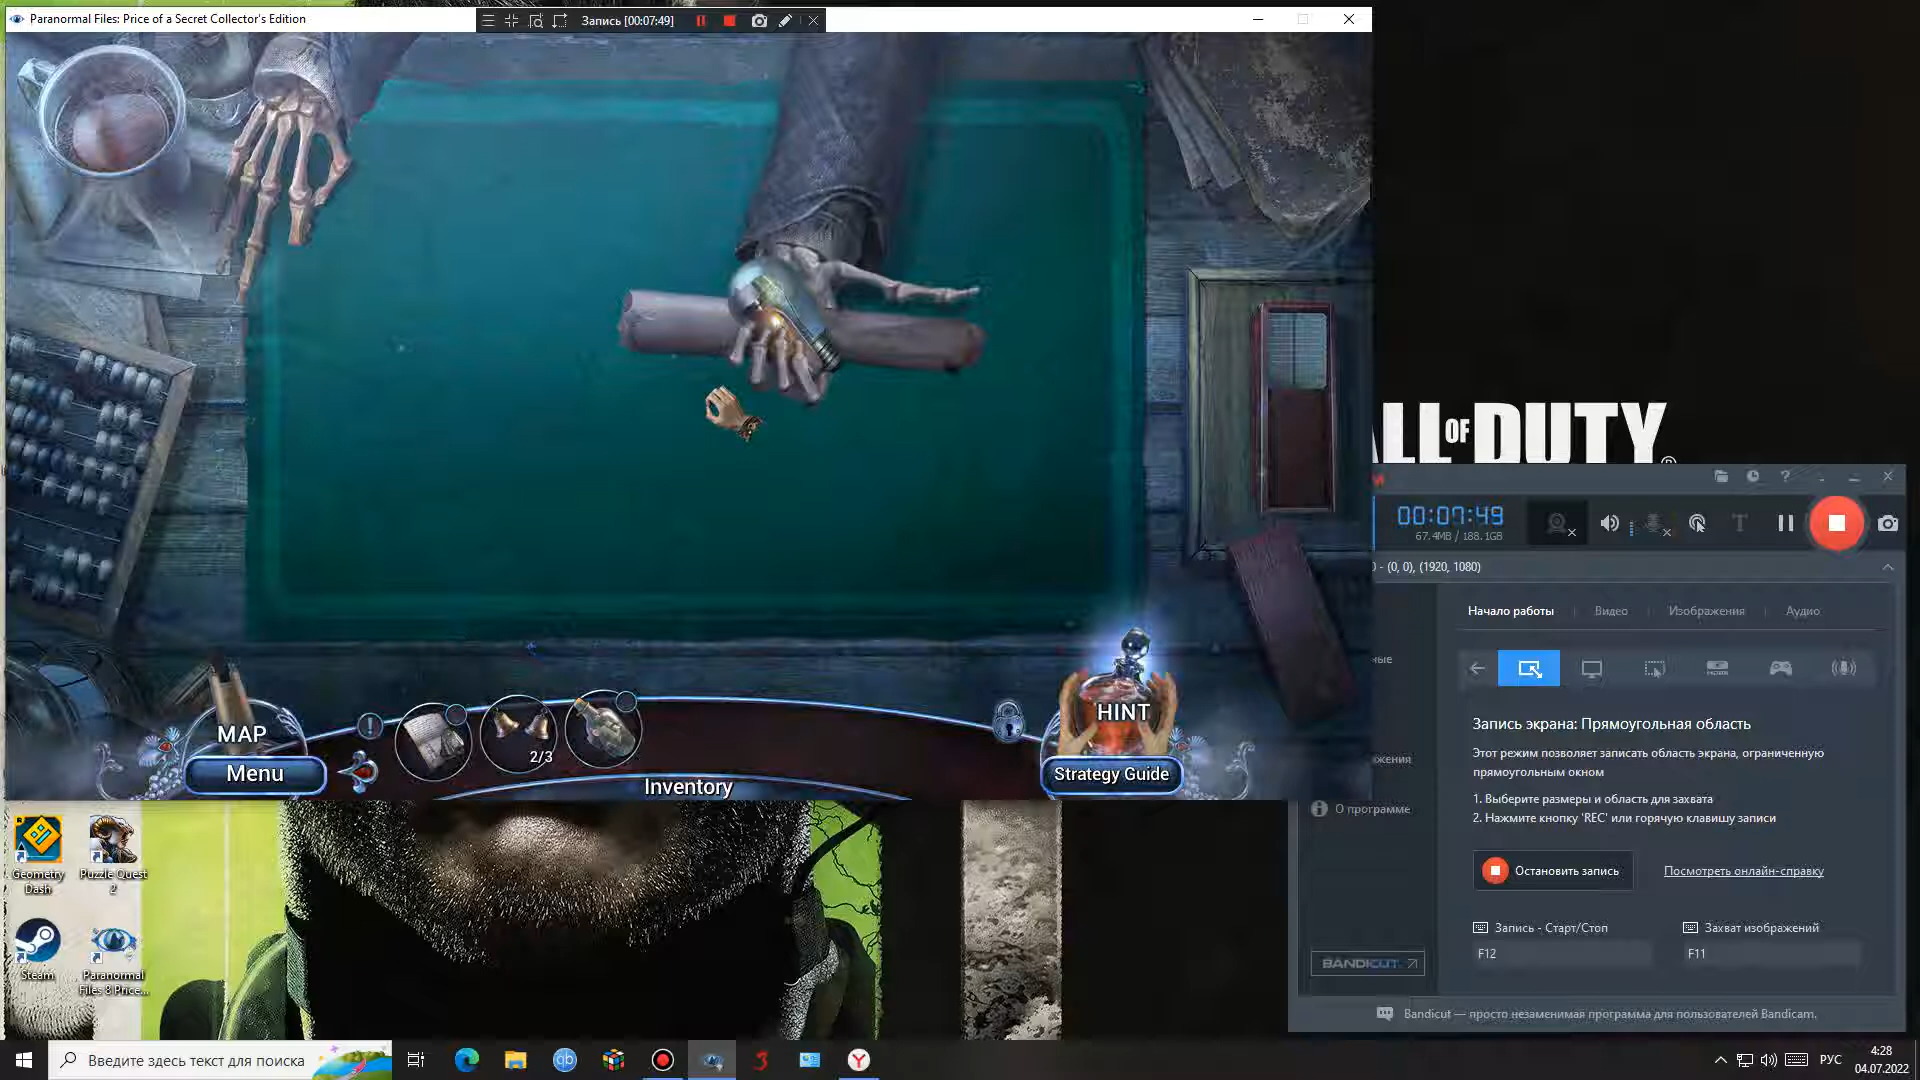 Paranormal Files: Price of a Secret Collector's Edition
Запись [00:07:49]
ALL OF DUTY
00:07:49
67.4MB / 188.1GB
- (0, 0), (1920, 1080)
Начало работы
Видео
Изображения
Аудио
Запись экрана: Прямоугольная область
Этот режим позволяет записать область экрана, ограниченную
прямоугольным окном
1. Выберите размеры и область для захвата
2. Нажмите кнопку 'REC' или горячую клавишу записи
О программе
Остановить запись
Посмотреть онлайн-справку
Запись - Старт/Стоп
Захват изображений
F12
F11
BANDICUT
Bandicut — просто незаменимая программа для пользователей Bandicam.
MAP
Menu
2/3
Inventory
HINT
Strategy Guide
Geometry
Dash
Puzzle Quest
2
Steam
Paranormal
Files 8 Price...
Введите здесь текст для поиска
РУС
4:28
04.07.2022